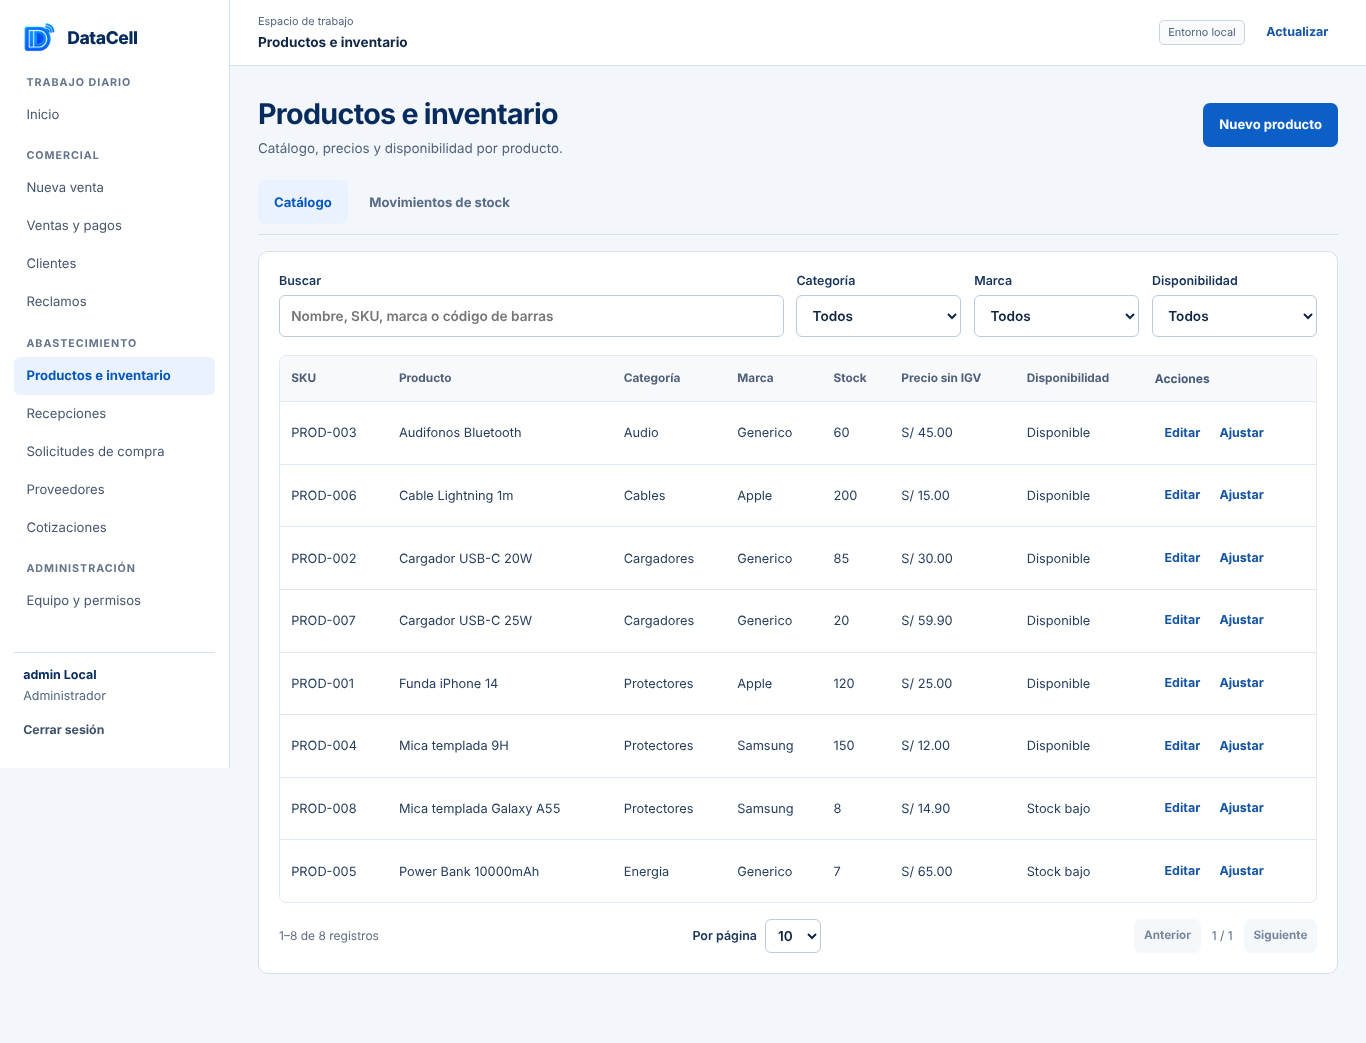 DataCell
TRABAJO DIARIO
Inicio
COMERCIAL
Nueva venta
Ventas y pagos
Clientes
Reclamos
ABASTECIMIENTO
Productos e inventario
Recepciones
Solicitudes de compra
Proveedores
Cotizaciones
ADMINISTRACIÓN
Equipo y permisos
admin Local
Administrador
Cerrar sesión
Espacio de trabajo
Productos e inventario
Entorno local Actualizar
Productos e inventario
Catálogo, precios y disponibilidad por producto.
Nuevo producto
Catálogo Movimientos de stock
Buscar Categoría Marca Disponibilidad
Nombre, SKU, marca o código de barras Todos Todos Todos
SKU Producto Categoría Marca Stock Precio sin IGV Disponibilidad Acciones
PROD-003 Audifonos Bluetooth Audio Generico 60 S/ 45.00 Disponible Editar Ajustar
PROD-006 Cable Lightning 1m Cables Apple 200 S/ 15.00 Disponible Editar Ajustar
PROD-002 Cargador USB-C 20W Cargadores Generico 85 S/ 30.00 Disponible Editar Ajustar
PROD-007 Cargador USB-C 25W Cargadores Generico 20 S/ 59.90 Disponible Editar Ajustar
PROD-001 Funda iPhone 14 Protectores Apple 120 S/ 25.00 Disponible Editar Ajustar
PROD-004 Mica templada 9H Protectores Samsung 150 S/ 12.00 Disponible Editar Ajustar
PROD-008 Mica templada Galaxy A55 Protectores Samsung 8 S/ 14.90 Stock bajo Editar Ajustar
PROD-005 Power Bank 10000mAh Energia Generico 7 S/ 65.00 Stock bajo Editar Ajustar
1–8 de 8 registros Por página 10 Anterior 1 / 1 Siguiente